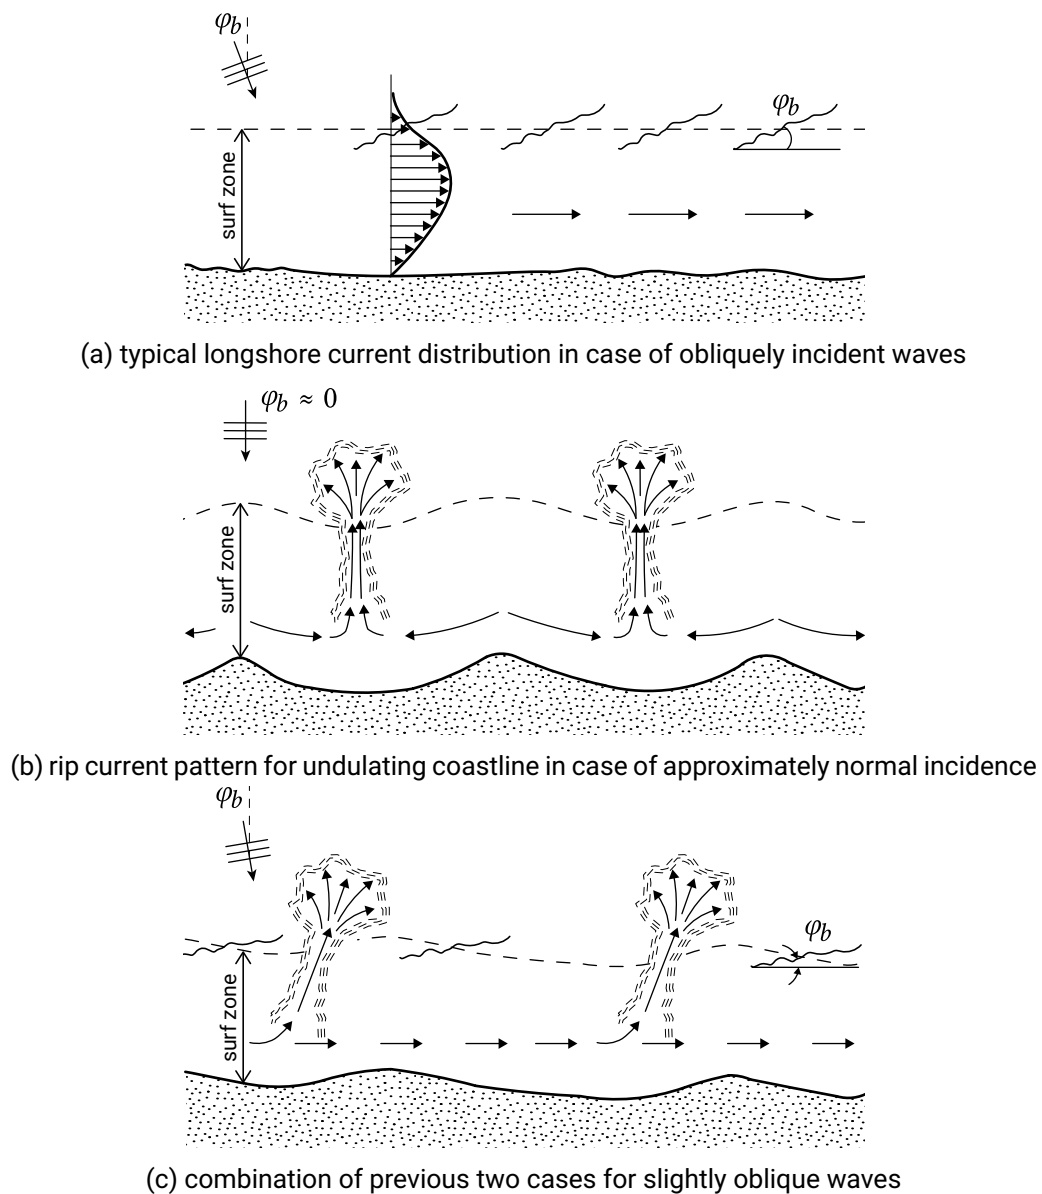 φb
φb
surf zone
(a) typical longshore current distribution in case of obliquely incident waves
φb ≈ 0
surf zone
(b) rip current pattern for undulating coastline in case of approximately normal incidence
φb
φb
surf zone
(c) combination of previous two cases for slightly oblique waves